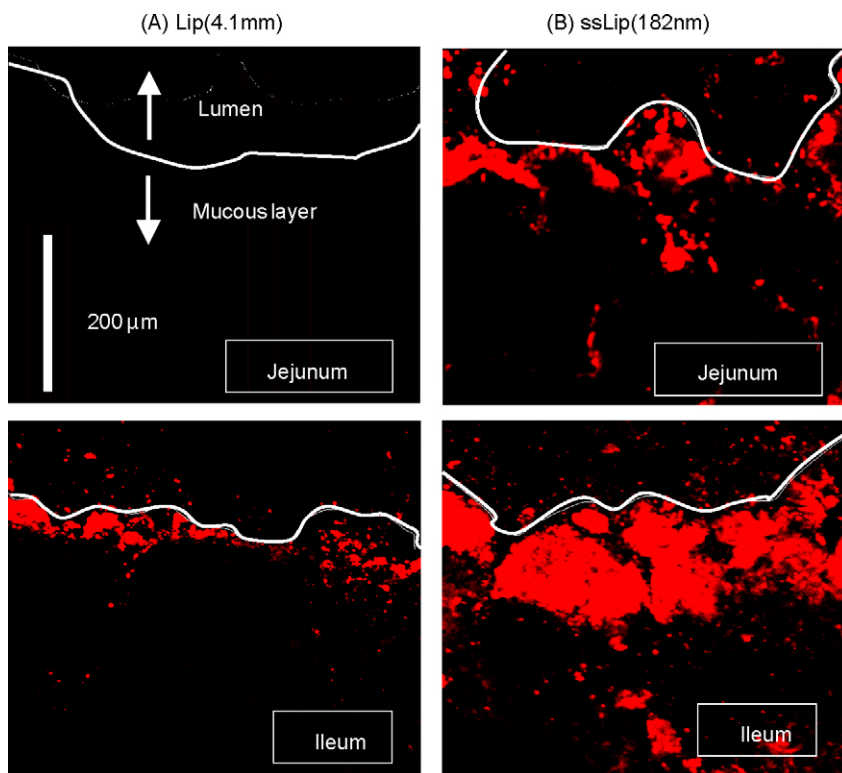 (A) Lip(4.1mm)
(B) ssLip(182nm)
Lumen
Mucous layer
200 µm
Jejunum
Jejunum
Ileum
Ileum